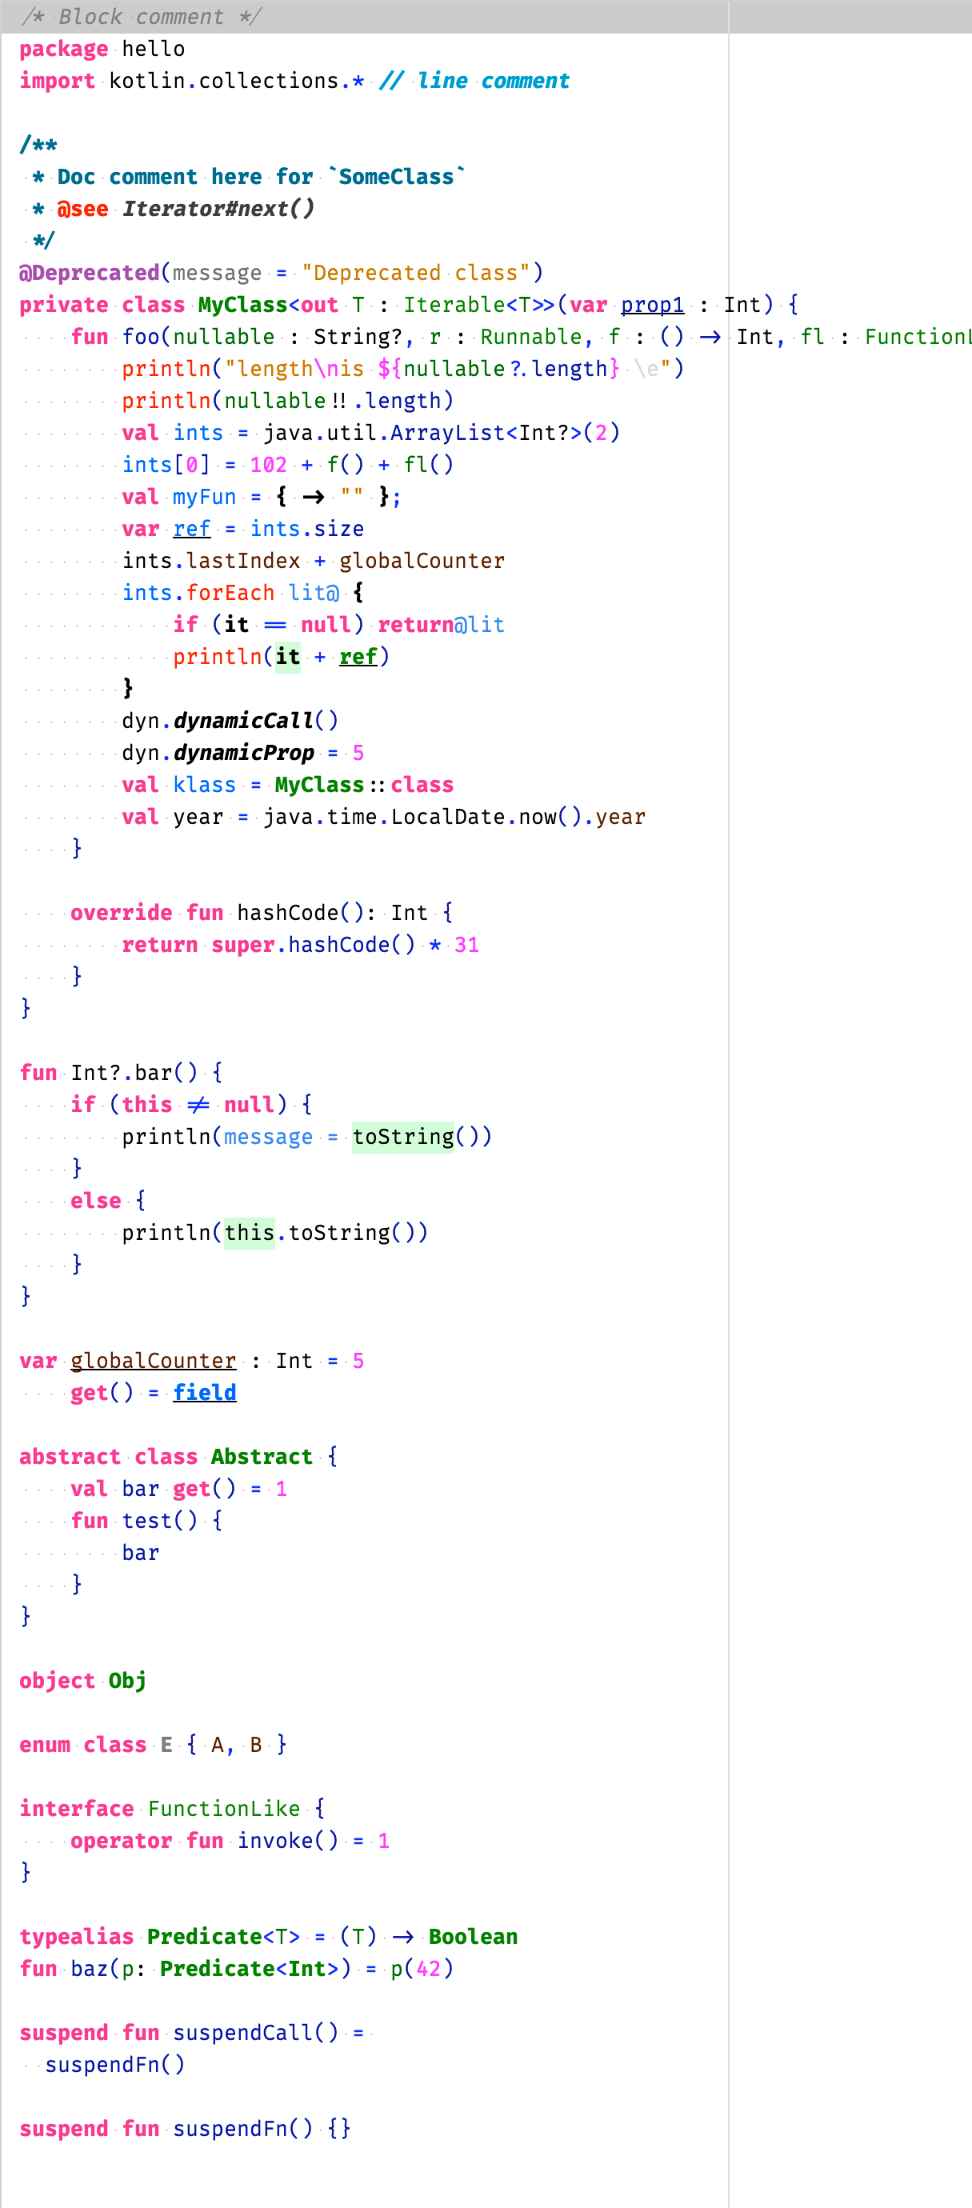 /* Block comment */
package hello
import kotlin.collections.* // line comment

/**
 * Doc comment here for `SomeClass`
 * @see Iterator#next()
 */
@Deprecated(message = "Deprecated class")
private class MyClass<out T : Iterable<T>>(var prop1 : Int) {
    fun foo(nullable : String?, r : Runnable, f : () -> Int, fl : FunctionL
        println("length\nis ${nullable?.length} \e")
        println(nullable!!.length)
        val ints = java.util.ArrayList<Int?>(2)
        ints[0] = 102 + f() + fl()
        val myFun = { -> "" };
        var ref = ints.size
        ints.lastIndex + globalCounter
        ints.forEach lit@ {
            if (it == null) return@lit
            println(it + ref)
        }
        dyn.dynamicCall()
        dyn.dynamicProp = 5
        val klass = MyClass::class
        val year = java.time.LocalDate.now().year
    }

    override fun hashCode(): Int {
        return super.hashCode() * 31
    }
}

fun Int?.bar() {
    if (this != null) {
        println(message = toString())
    }
    else {
        println(this.toString())
    }
}

var globalCounter : Int = 5
    get() = field

abstract class Abstract {
    val bar get() = 1
    fun test() {
        bar
    }
}

object Obj

enum class E { A, B }

interface FunctionLike {
    operator fun invoke() = 1
}

typealias Predicate<T> = (T) -> Boolean
fun baz(p: Predicate<Int>) = p(42)

suspend fun suspendCall() =
  suspendFn()

suspend fun suspendFn() {}